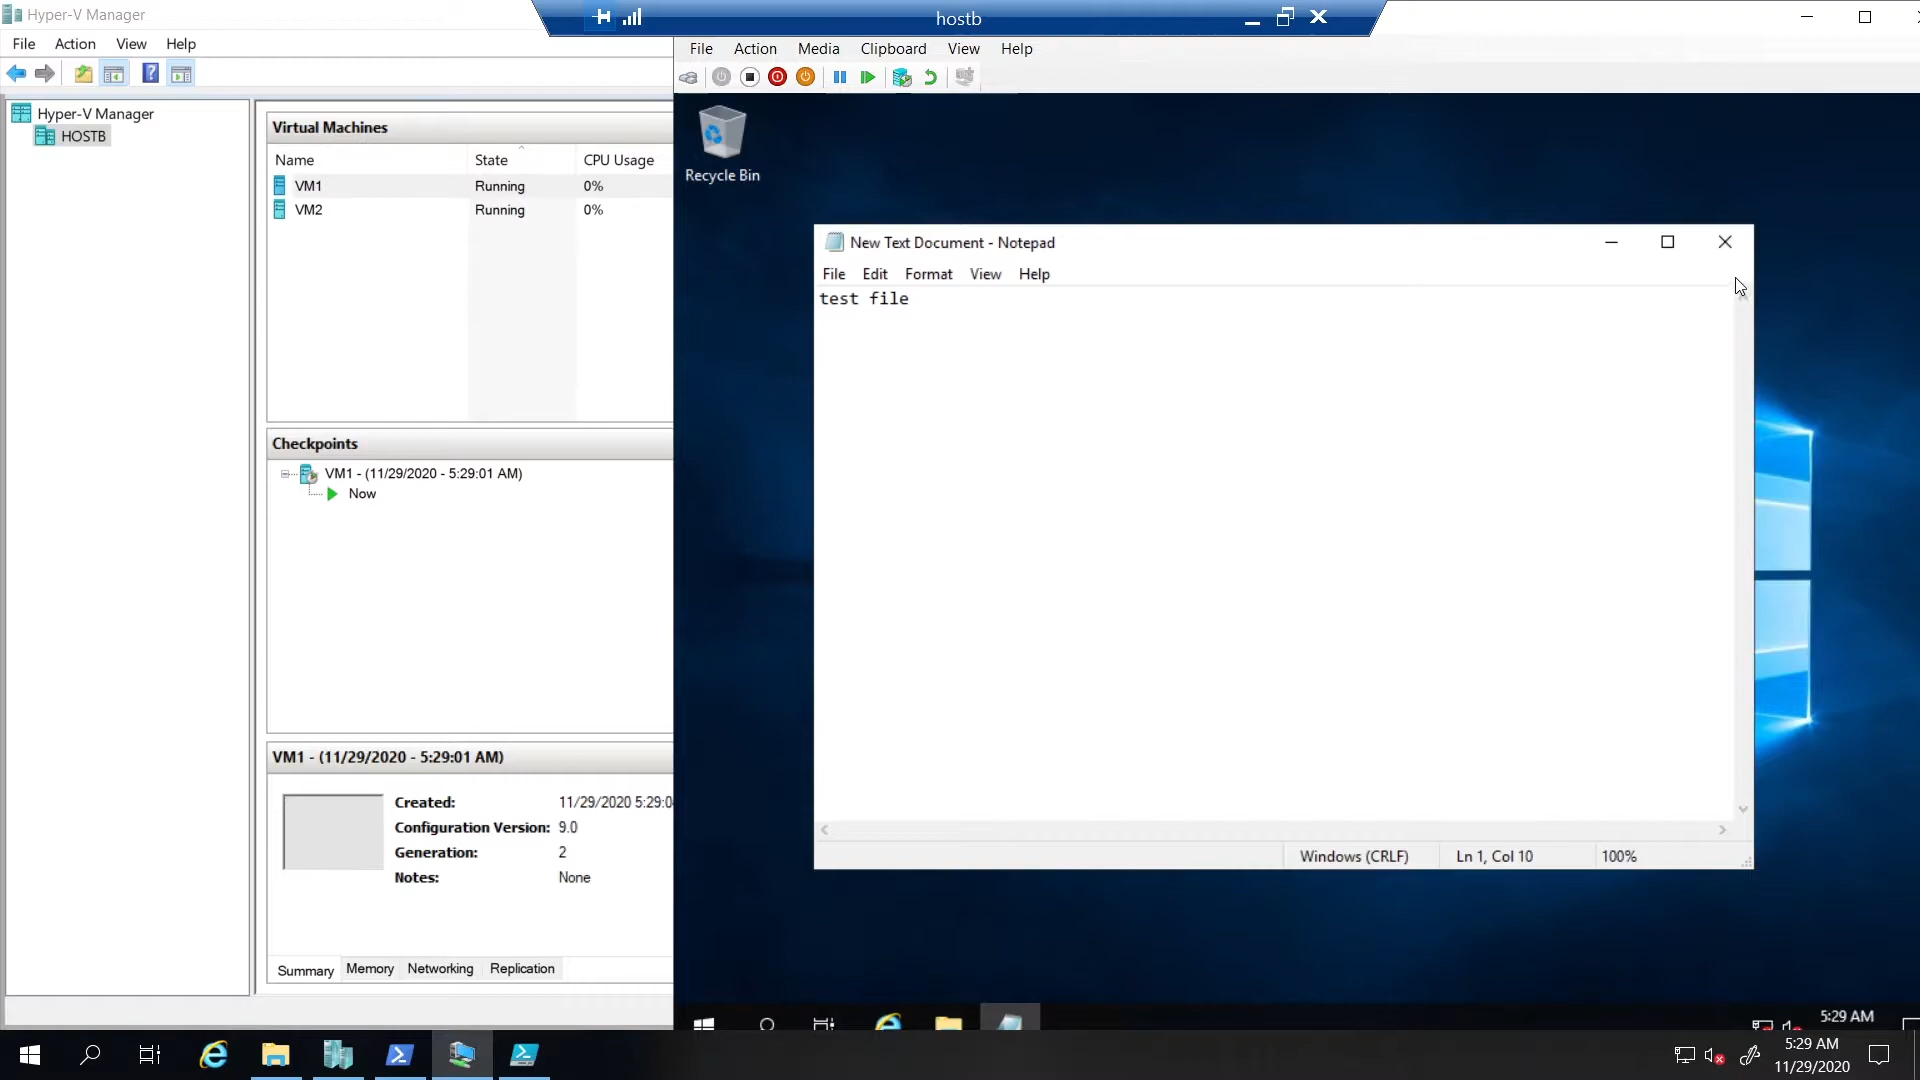 Hyper-V Manager
hostb
File Action View Help
File Action Media Clipboard View Help
Hyper-V Manager
HOSTB
Virtual Machines
Name State CPU Usage
VM1 Running 0%
VM2 Running 0%
Recycle Bin
New Text Document - Notepad
File Edit Format View Help
test file
Checkpoints
VM1 - (11/29/2020 - 5:29:01 AM)
Now
VM1 - (11/29/2020 - 5:29:01 AM)
Created: 11/29/2020 5:29:0
Configuration Version: 9.0
Generation: 2
Notes: None
Windows (CRLF) Ln 1, Col 10 100%
Summary Memory Networking Replication
5:29 AM
5:29 AM
11/29/2020